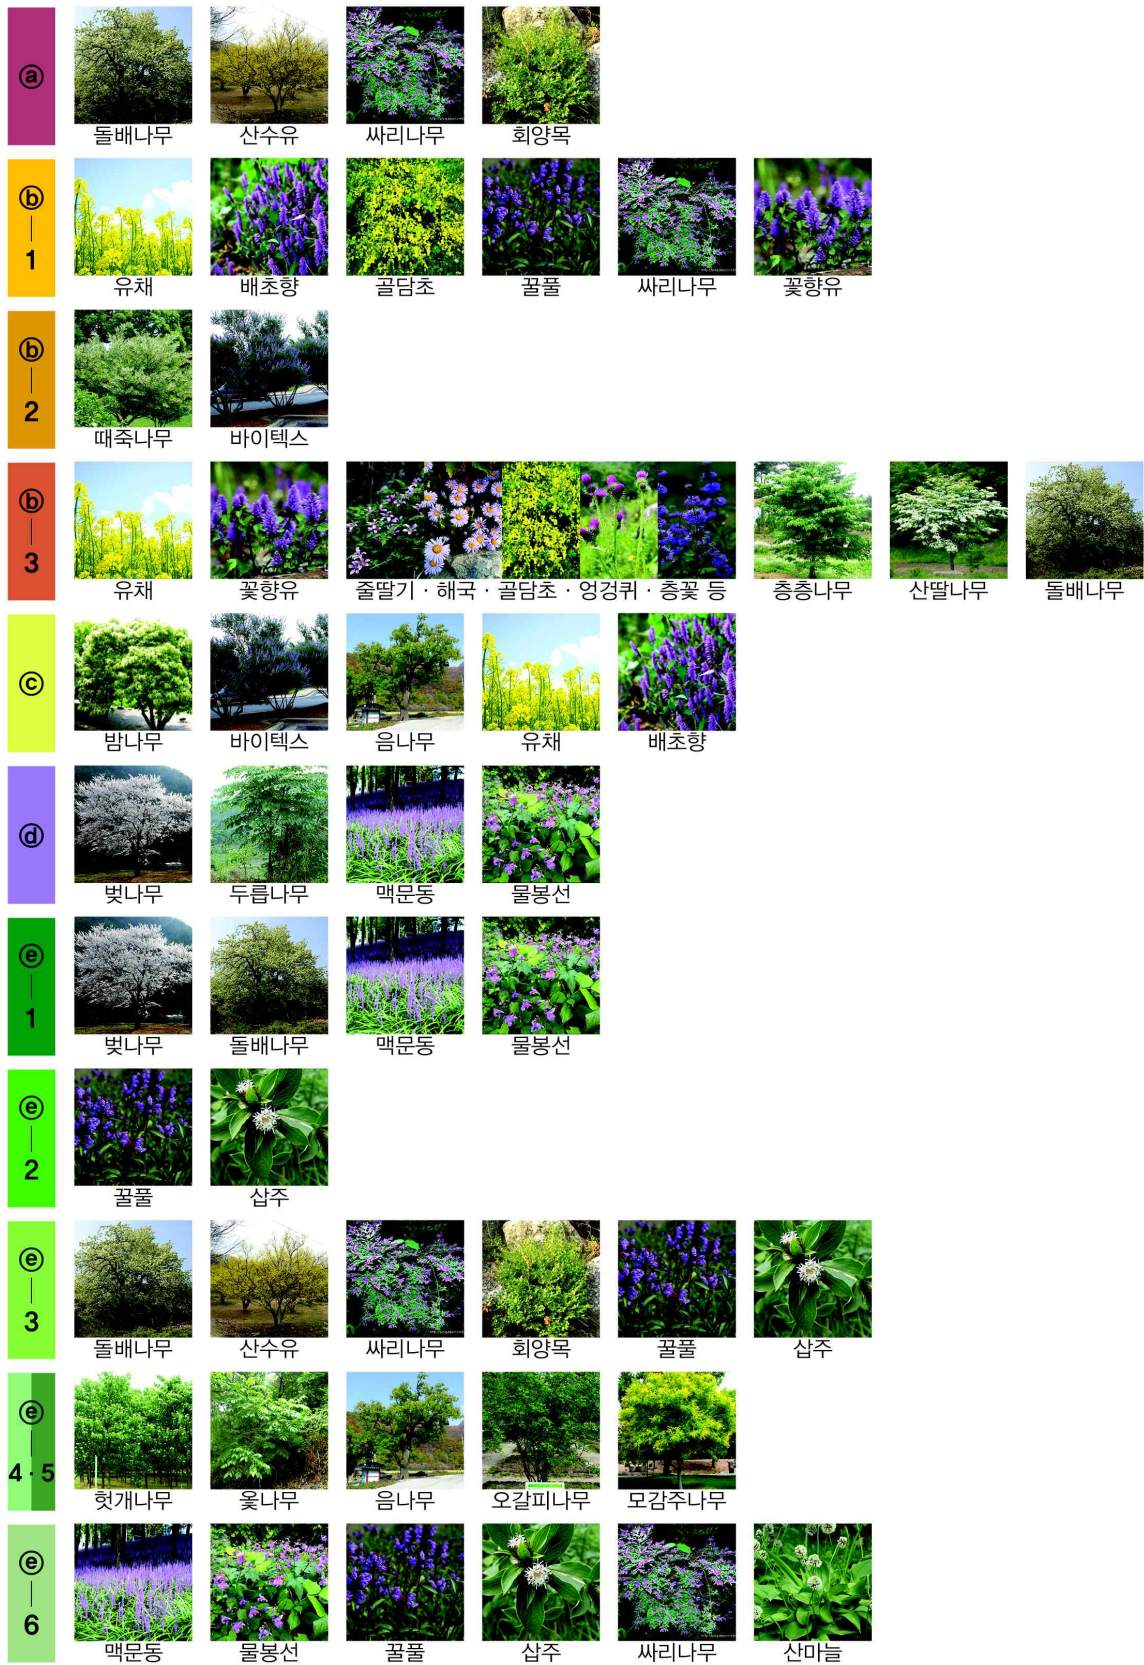 ⓐ
돌배나무 산수유 싸리나무 회양목
ⓑ
1
유채 배초향 골담초 꿀풀 싸리나무 꽃향유
ⓑ
2
때죽나무 바이텍스
ⓑ
3
유채 꽃향유 줄딸기 · 해국 · 골담초 · 엉겅퀴 · 층꽃 등 층층나무 산딸나무 돌배나무
ⓒ
밤나무 바이텍스 음나무 유채 배초향
ⓓ
벚나무 두릅나무 맥문동 물봉선
ⓔ
1
벚나무 돌배나무 맥문동 물봉선
ⓔ
2
꿀풀 삽주
ⓔ
3
돌배나무 산수유 싸리나무 회양목 꿀풀 삽주
ⓔ
4 · 5
헛개나무 옻나무 음나무 오갈피나무 모감주나무
ⓔ
6
맥문동 물봉선 꿀풀 삽주 싸리나무 산마늘